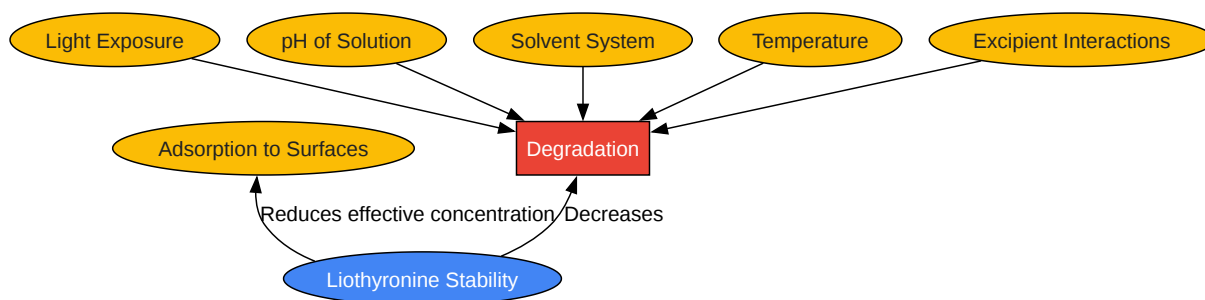 Light Exposure
pH of Solution
Solvent System
Temperature
Excipient Interactions
Adsorption to Surfaces
Degradation
Reduces effective concentration
Decreases
Liothyronine Stability